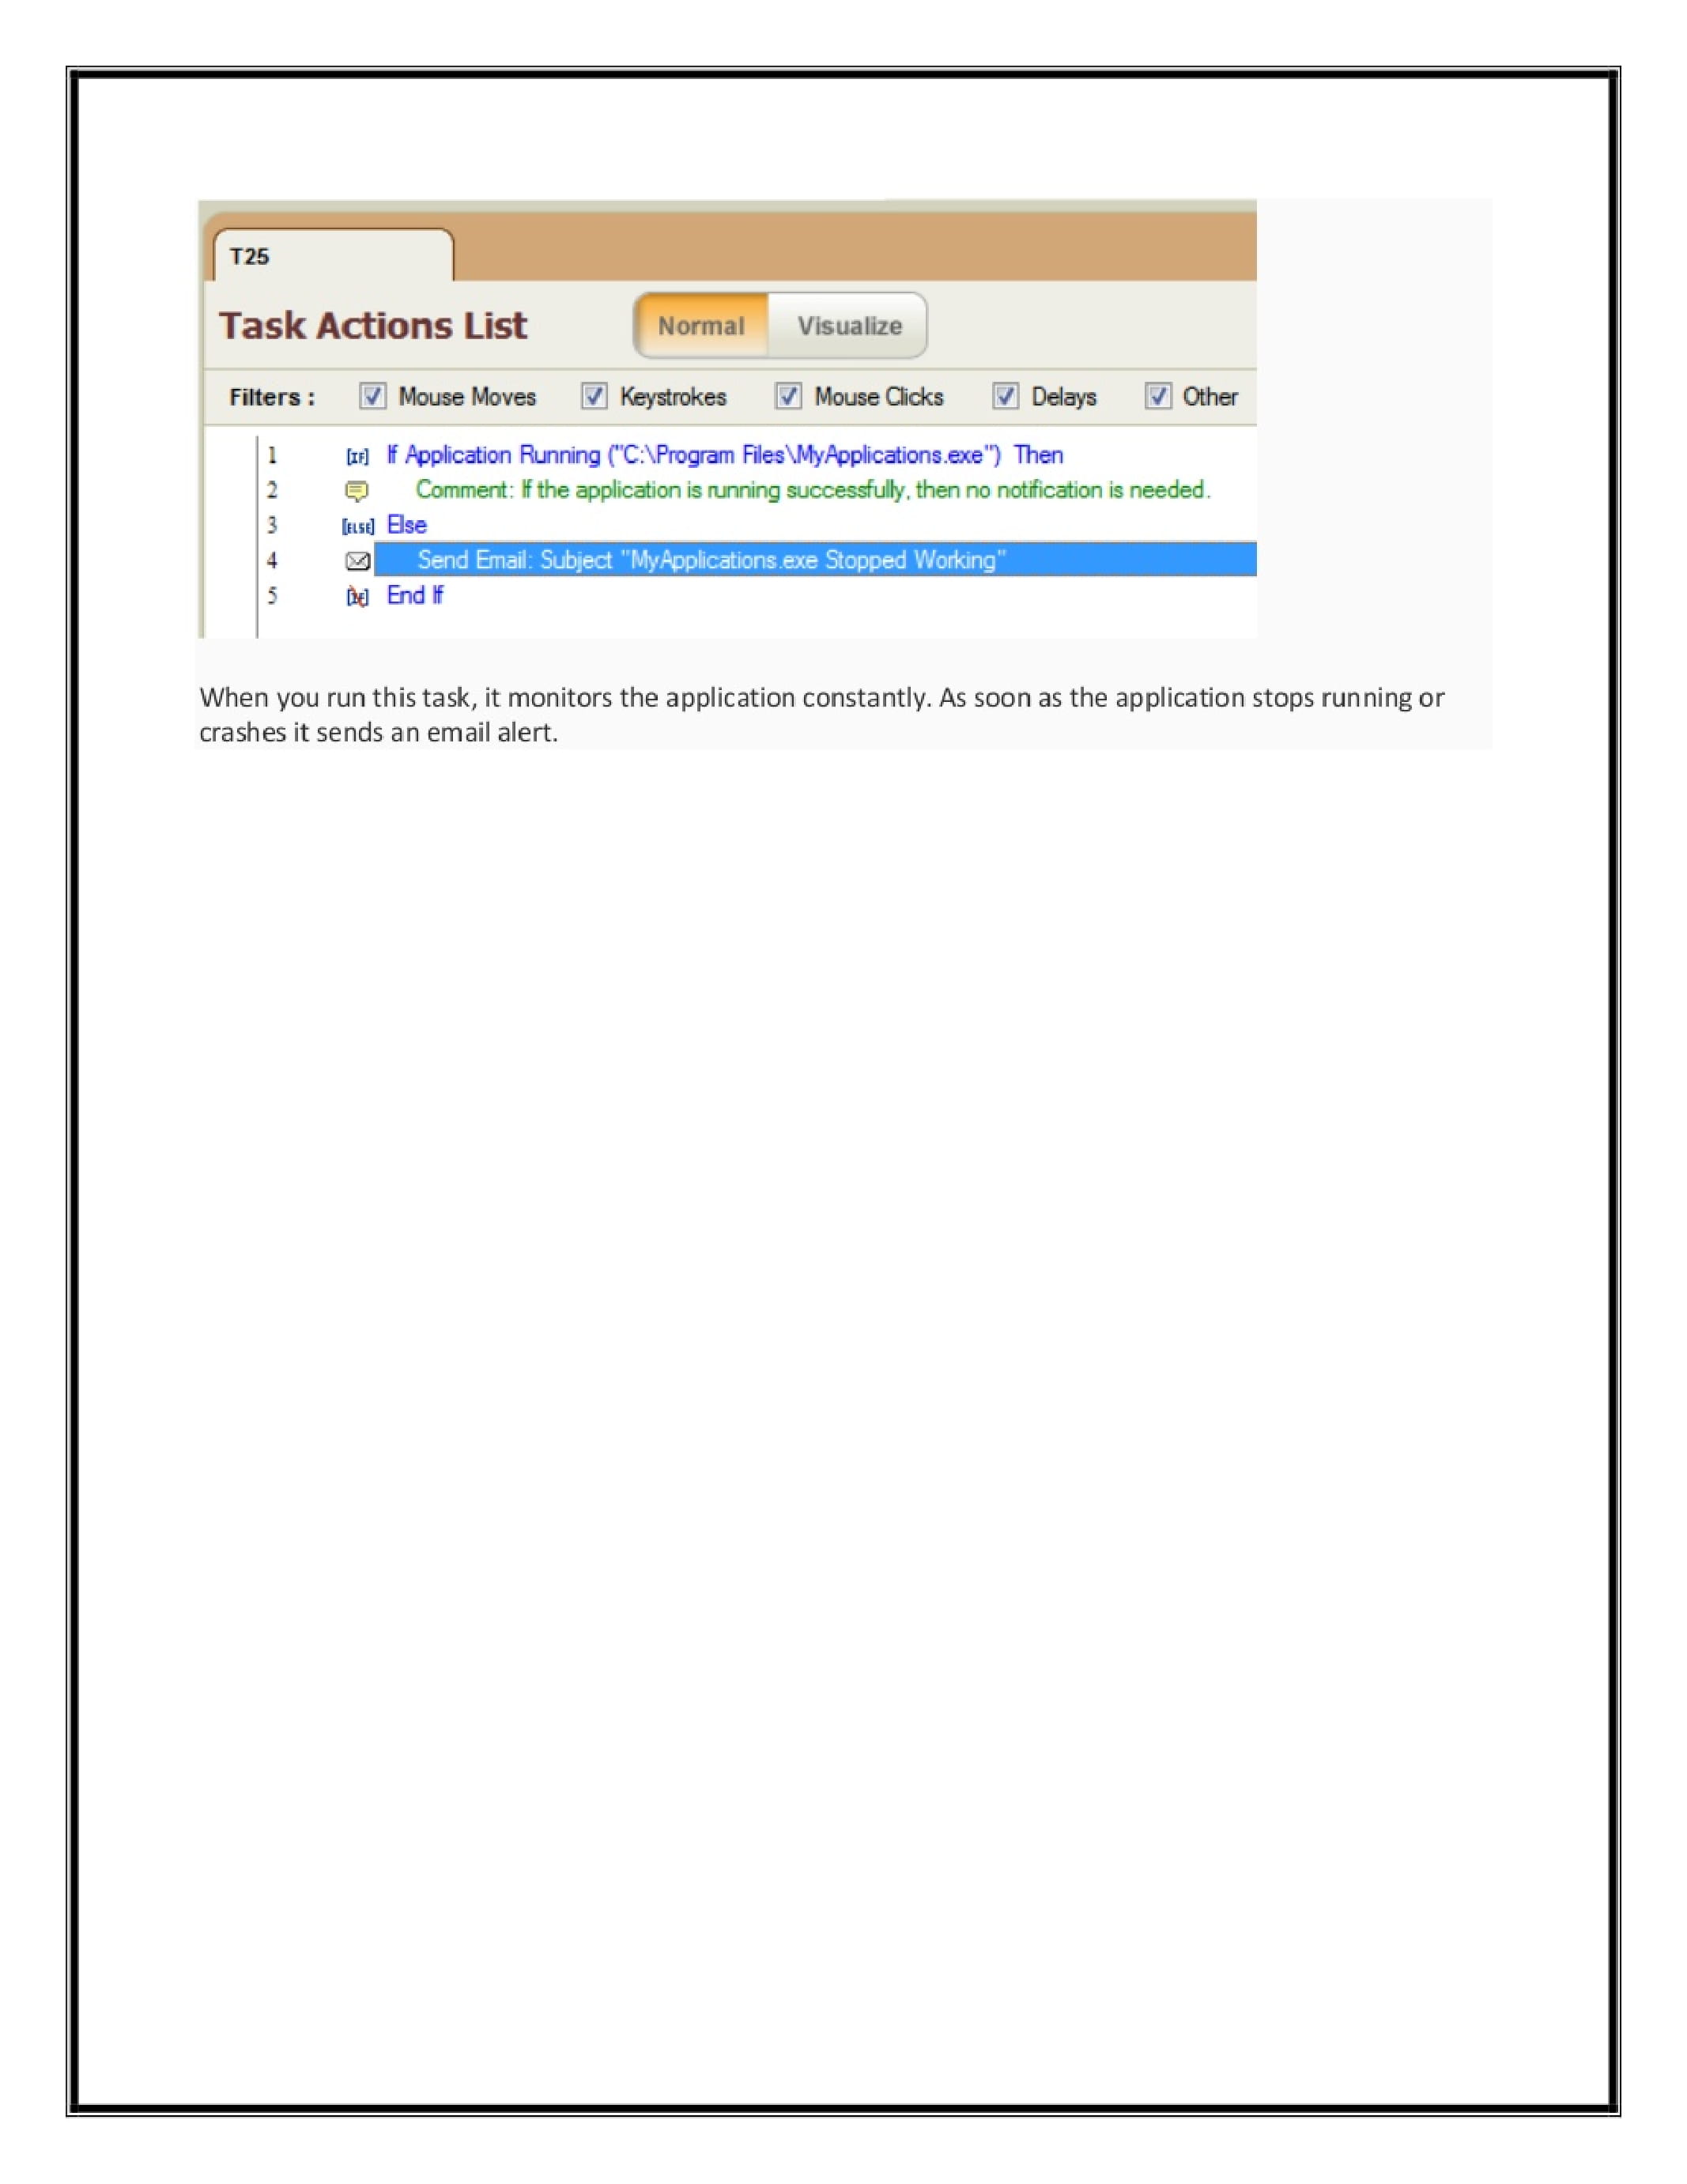 T25
Task Actions List Normal Visualize
Filters : Mouse Moves Keystrokes Mouse Clicks Delays Other
1 [IF] If Application Running ("C:\Program Files\MyApplications.exe") Then
2 Comment: If the application is running successfully, then no notification is needed.
3 [ELSE] Else
4 Send Email: Subject "MyApplications.exe Stopped Working"
5 [IF] End If
When you run this task, it monitors the application constantly. As soon as the application stops running or
crashes it sends an email alert.